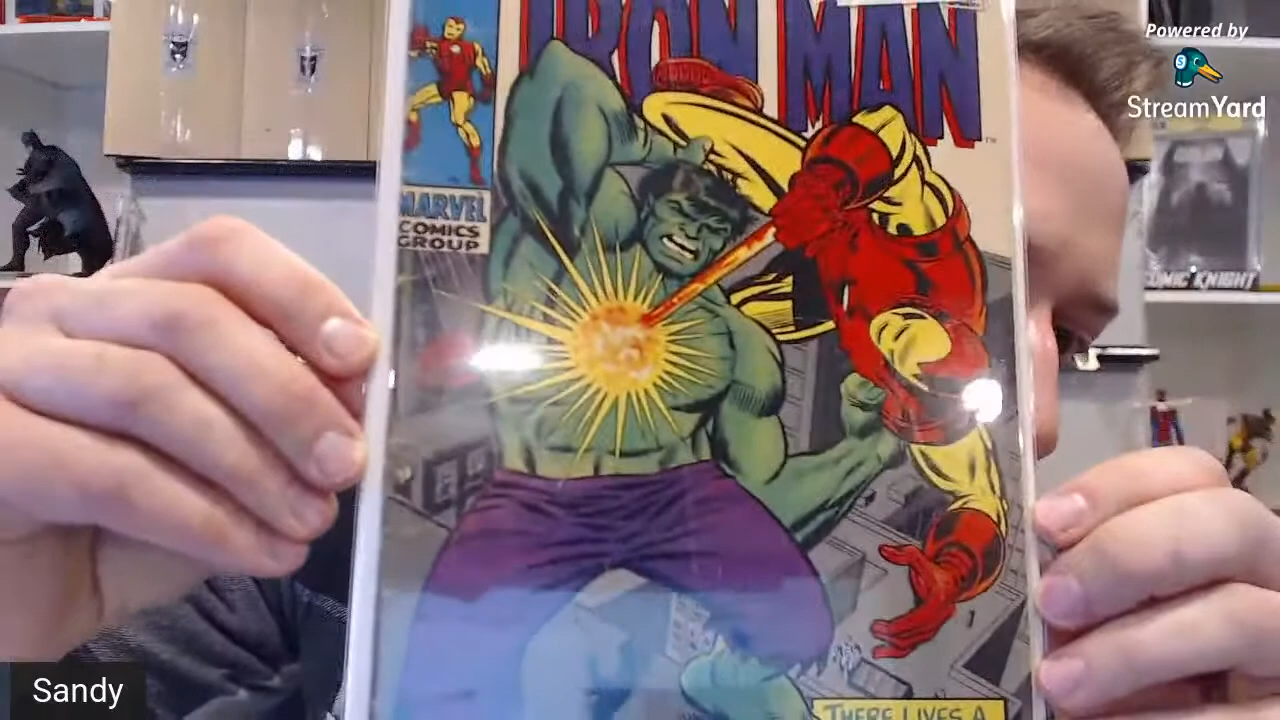 IRON MAN
MARVEL
COMICS
GROUP
THERE LIVES A
Powered by
StreamYard
COMIC KNIGHT
Sandy